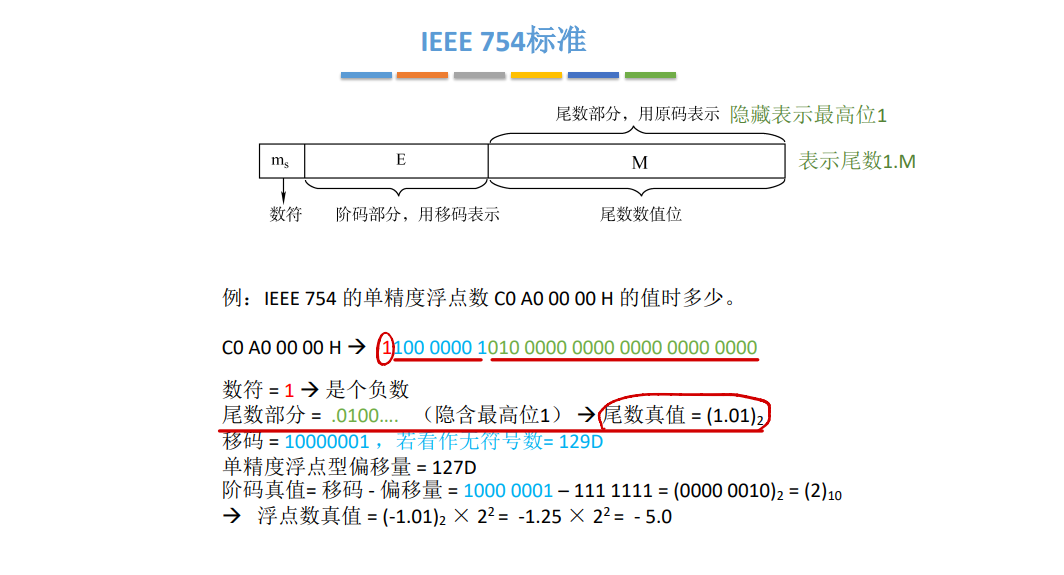 IEEE 754标准
尾数部分，用原码表示 隐藏表示最高位1
ms E M 表示尾数1.M
数符 阶码部分，用移码表示 尾数数值位
例：IEEE 754 的单精度浮点数 C0 A0 00 00 H 的值时多少。
C0 A0 00 00 H → 1100 0000 1010 0000 0000 0000 0000 0000
数符 = 1 → 是个负数
尾数部分 = .0100.... （隐含最高位1） → 尾数真值 = (1.01)₂
移码 = 10000001 ，若看作无符号数= 129D
单精度浮点型偏移量 = 127D
阶码真值= 移码 - 偏移量 = 1000 0001 – 111 1111 = (0000 0010)₂ = (2)₁₀
→ 浮点数真值 = (-1.01)₂ × 2² = -1.25 × 2² = - 5.0